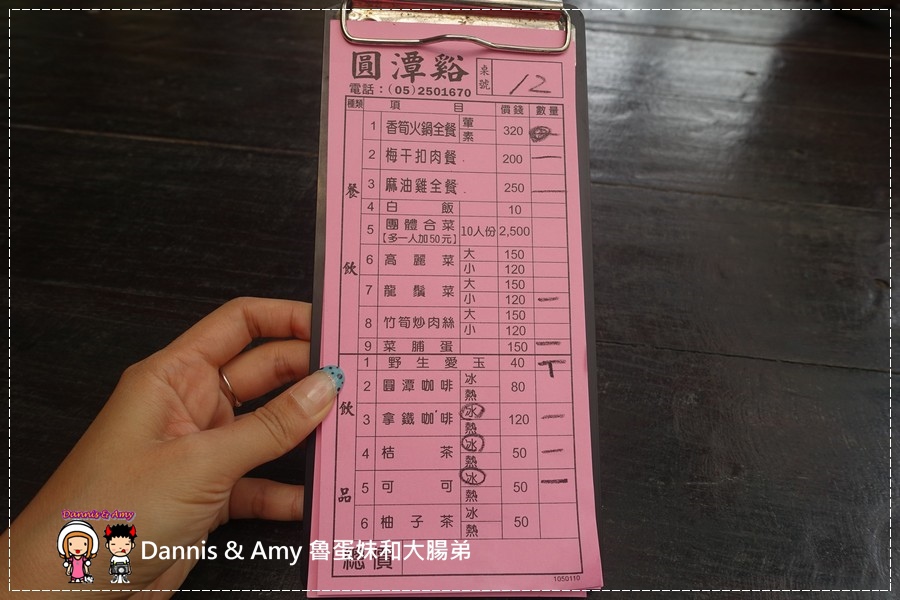 圓潭谿 桌號 12
電話：(05)2501670
種類 項目 價錢 數量
餐飲
1 香筍火鍋全餐 葷 素 320
2 梅干扣肉餐 200 一
3 麻油雞全餐 250 一
4 白飯 10
5 團體合菜 【多一人加50元】 10人份 2,500
6 高麗菜 大 150
小 120
7 龍鬚菜 大 150
小 120 一
8 竹筍炒肉絲 大 150
小 120
9 菜脯蛋 150 一
飲品
1 野生愛玉 40 T
2 圓潭咖啡 冰 熱 80
3 拿鐵咖啡 冰 熱 120 一
4 桔茶 冰 熱 50 一
5 可可 冰 熱 50 一
6 柚子茶 冰 熱 50
總價
1050110
Dannis & Amy
Dannis & Amy 魯蛋妹和大腸弟